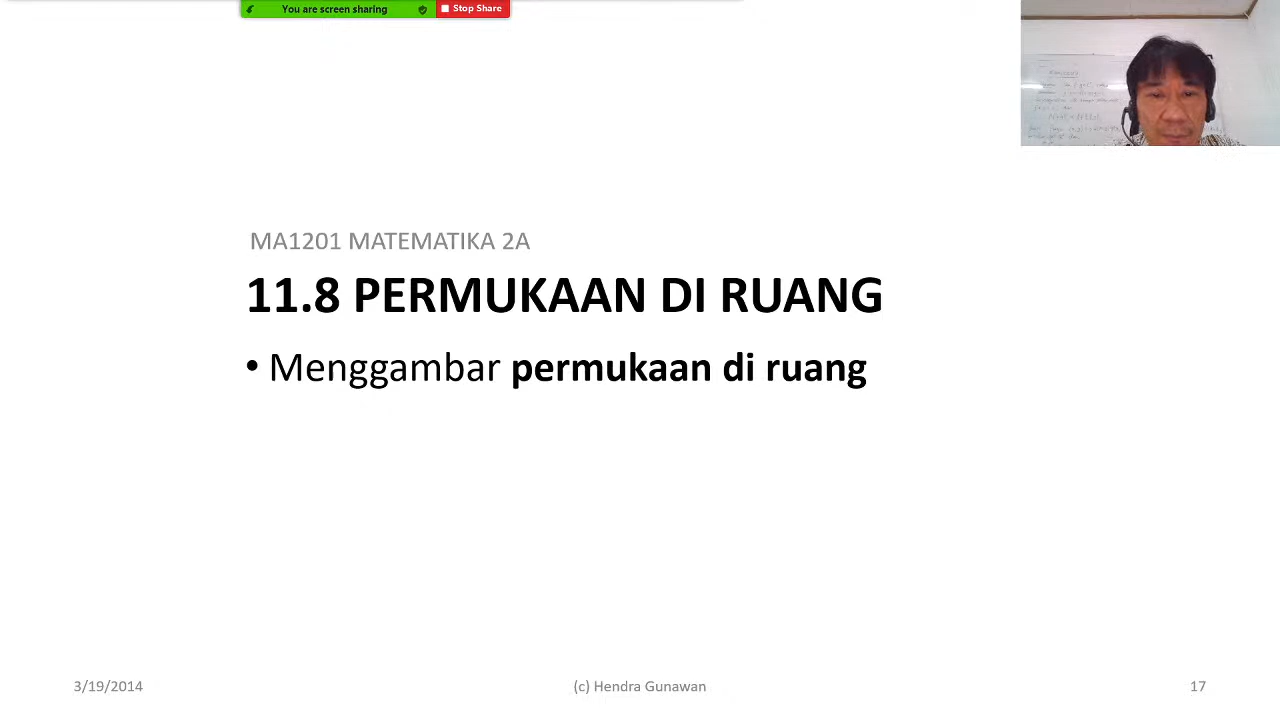 You are screen sharing
Stop Share
MA1201 MATEMATIKA 2A
11.8 PERMUKAAN DI RUANG
• Menggambar permukaan di ruang
3/19/2014
(c) Hendra Gunawan
17